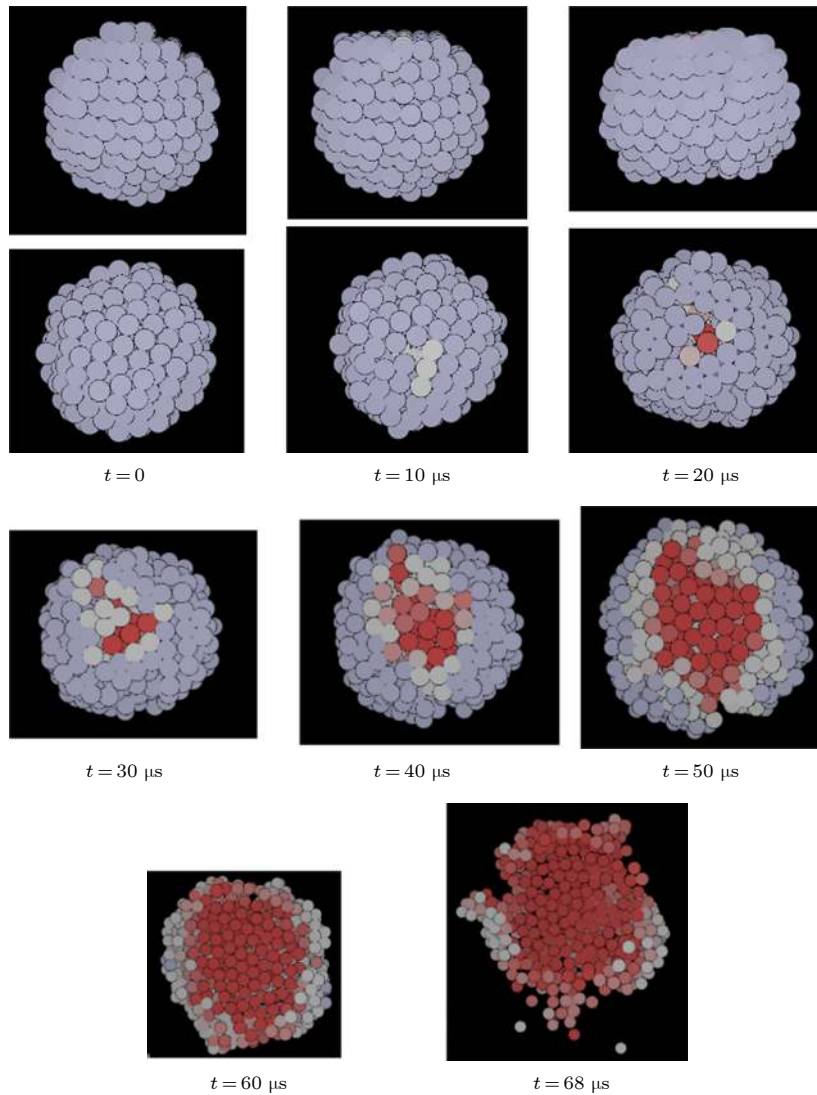 t = 0 t = 10 μs t = 20 μs
t = 30 μs t = 40 μs t = 50 μs
t = 60 μs t = 68 μs